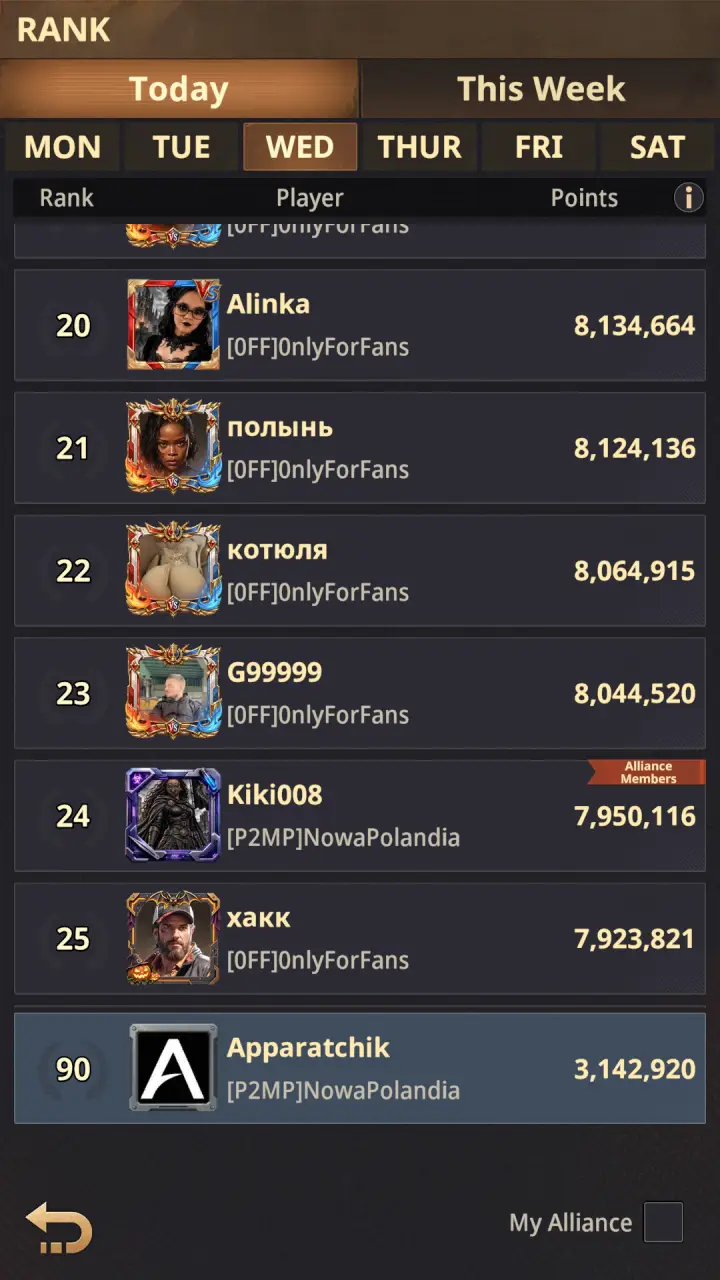 RANK
Today
This Week
MON
TUE
WED
THUR
FRI
SAT
Rank
Player
Points
[0FF]0nlyForFans
20
Alinka
[0FF]0nlyForFans
8,134,664
21
полынь
[0FF]0nlyForFans
8,124,136
22
котюля
[0FF]0nlyForFans
8,064,915
23
G99999
[0FF]0nlyForFans
8,044,520
24
Kiki008
[P2MP]NowaPolandia
Alliance
Members
7,950,116
25
хакк
[0FF]0nlyForFans
7,923,821
90
Apparatchik
[P2MP]NowaPolandia
3,142,920
My Alliance